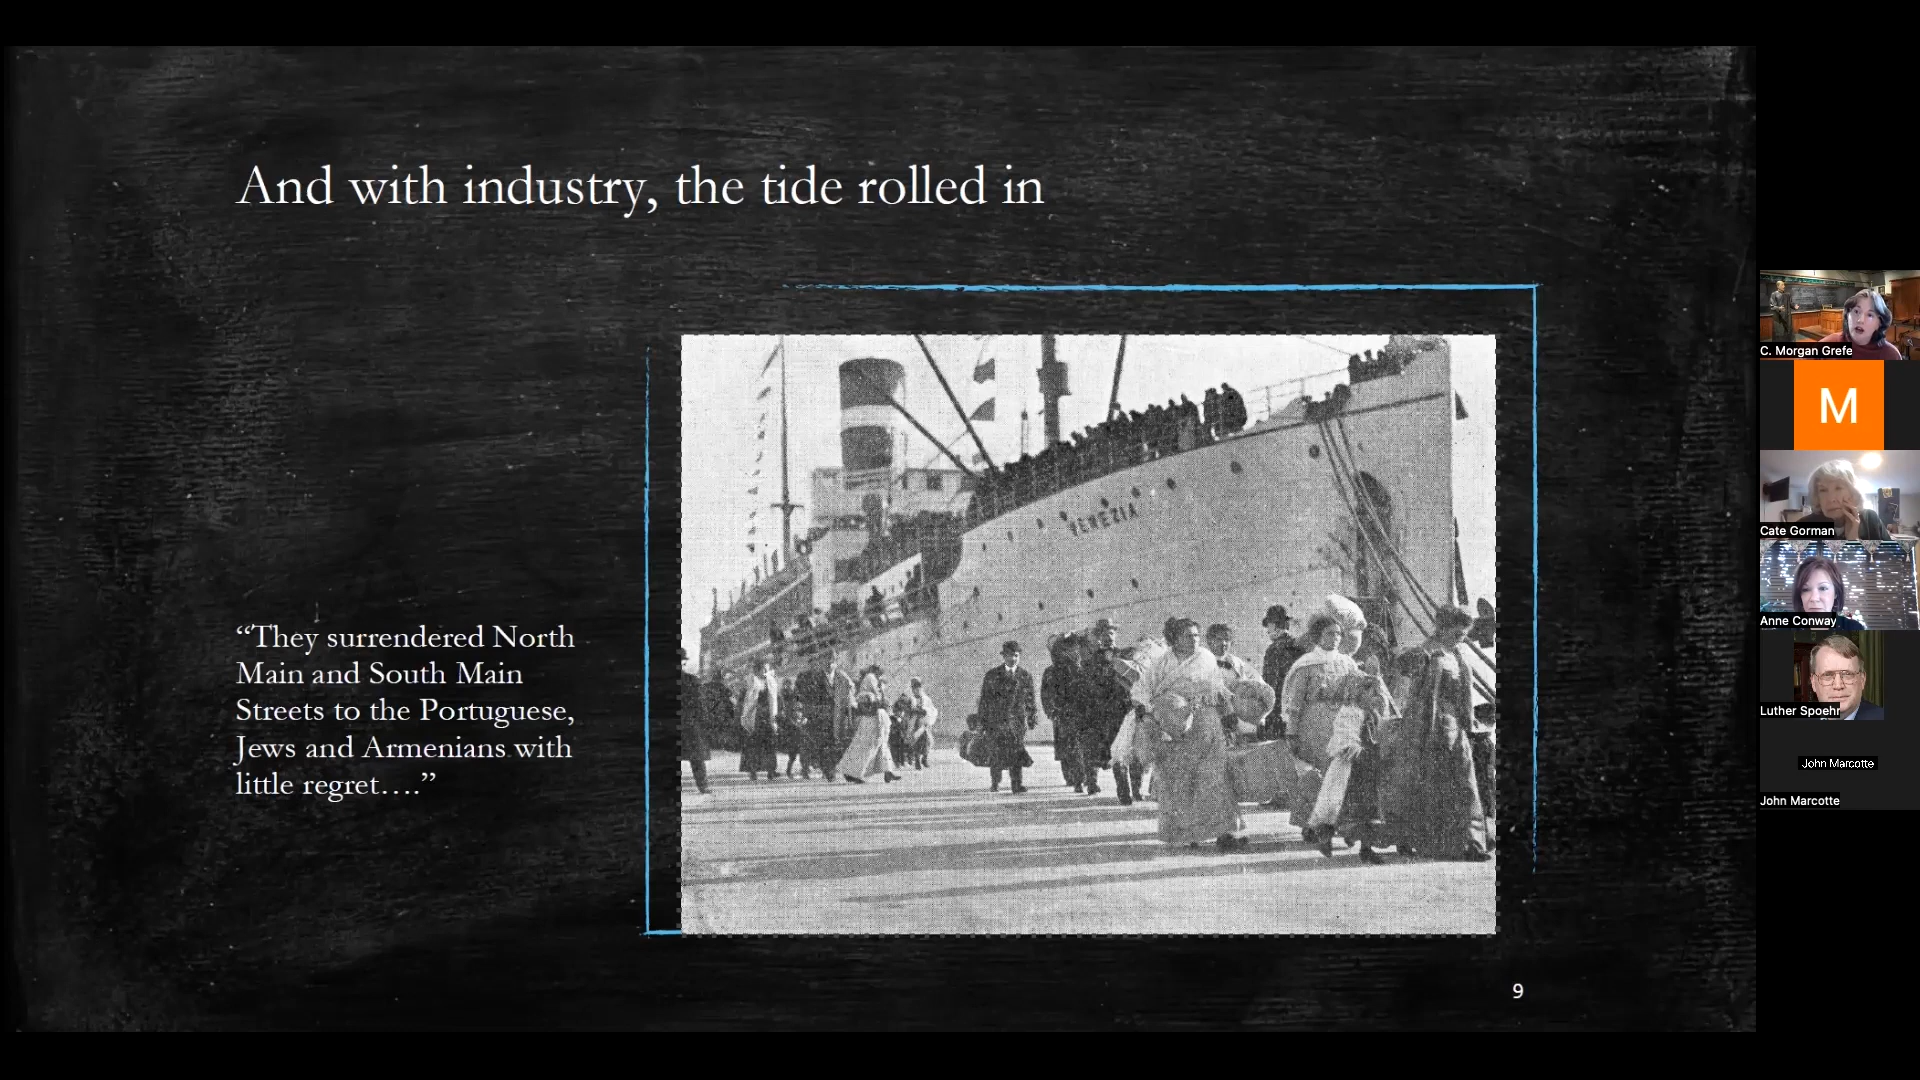 And with industry, the tide rolled in
“They surrendered North
Main and South Main
Streets to the Portuguese,
Jews and Armenians with
little regret….”
VENEZIA
9
C. Morgan Grefe
M
Cate Gorman
Anne Conway
Luther Spoehr
John Marcotte
John Marcotte